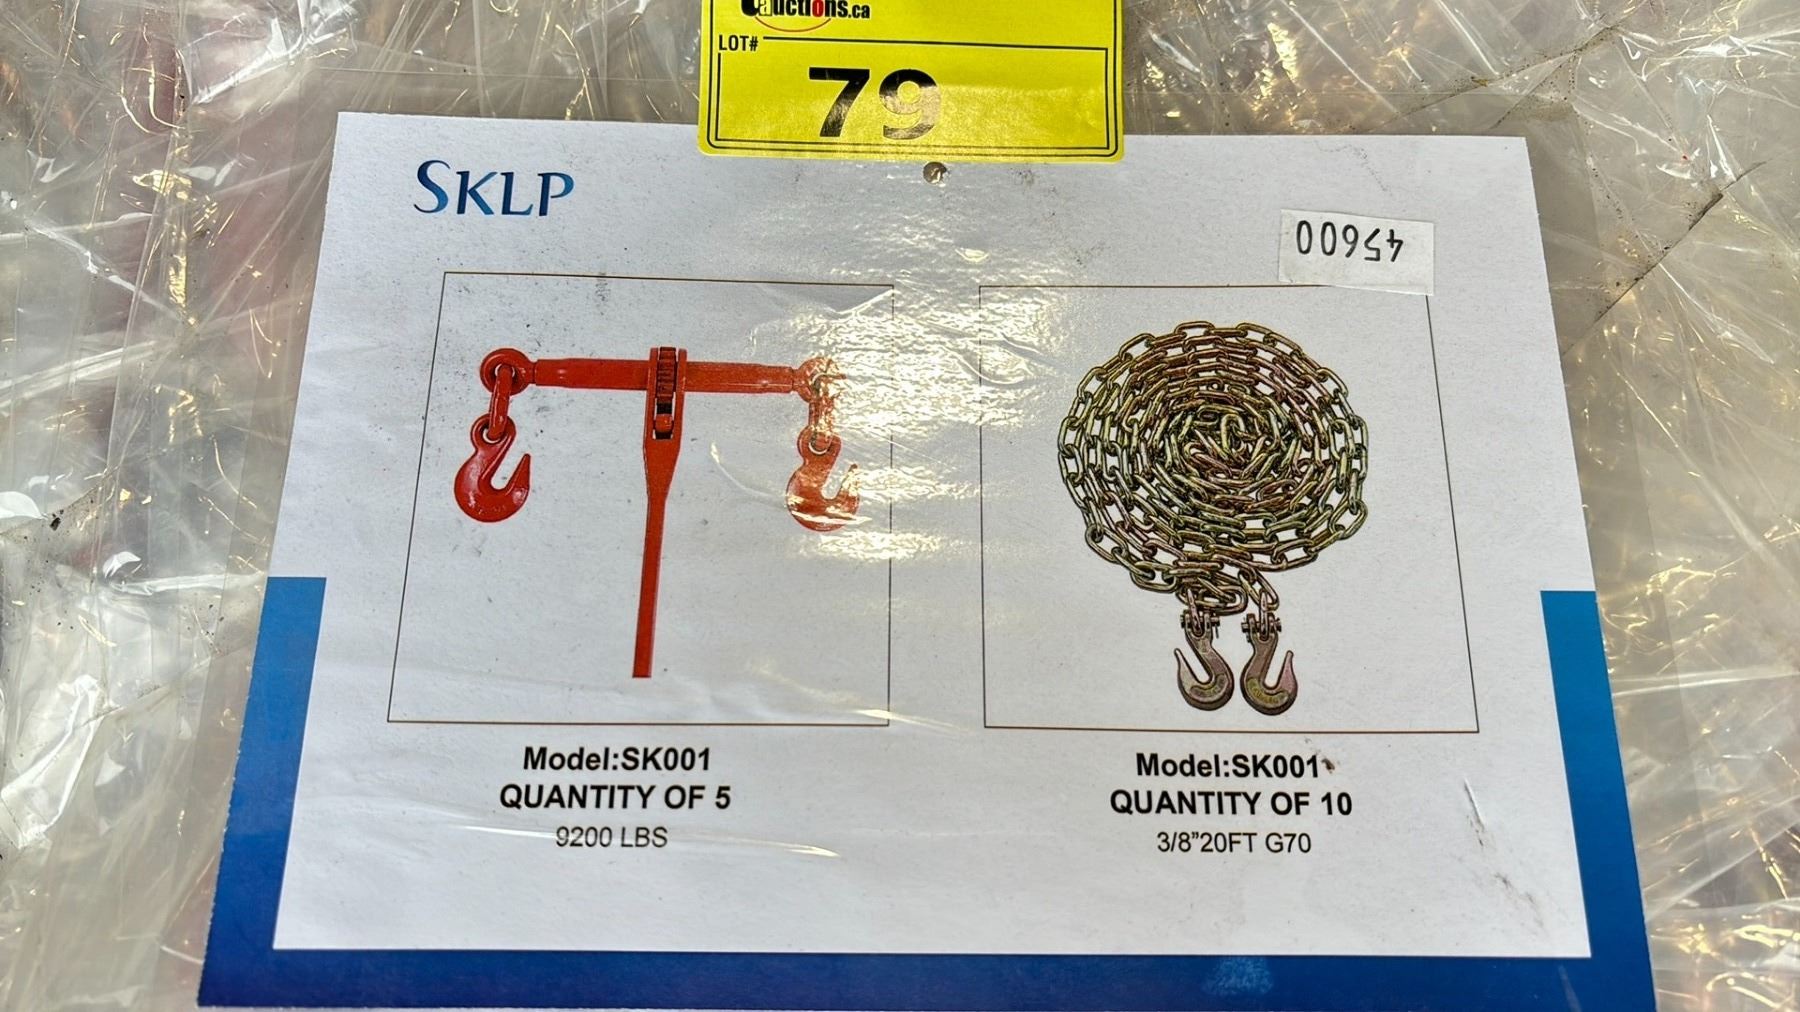 auctions.ca
LOT#
79
SKLP
45600
Model:SK001
QUANTITY OF 5
9200 LBS
Model:SK001
QUANTITY OF 10
3/8”20FT G70